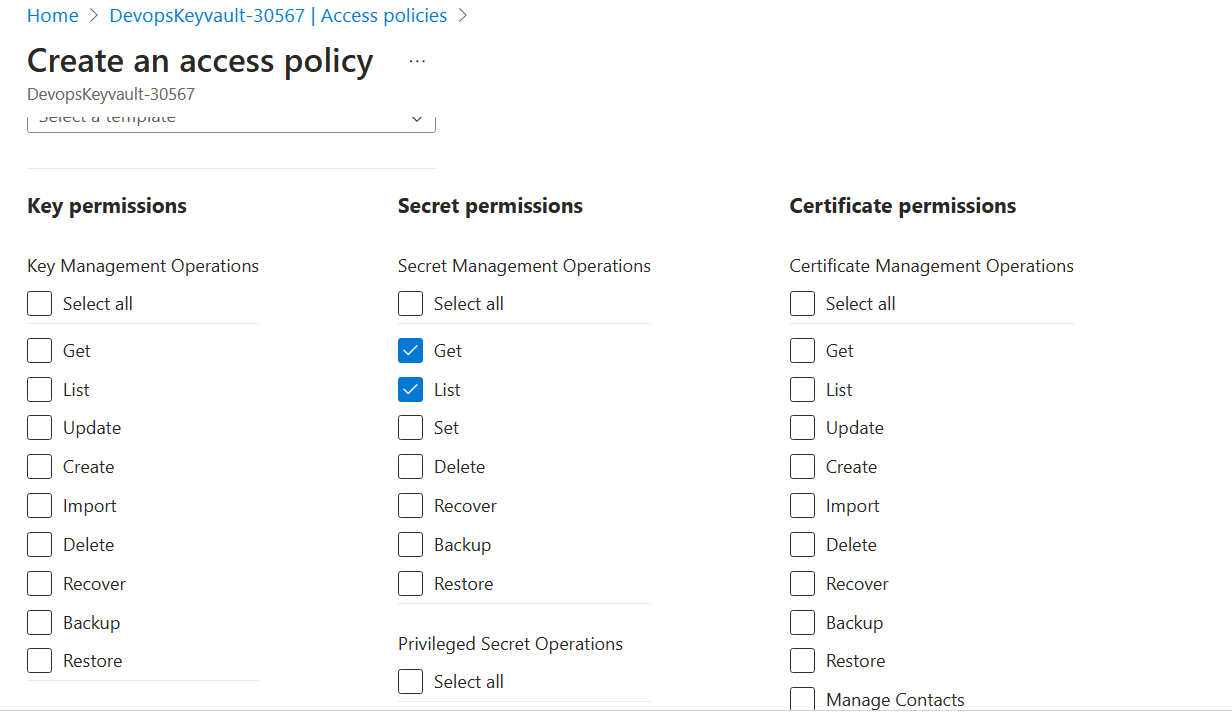 Home > DevopsKeyvault-30567 | Access policies >
Create an access policy ...
DevopsKeyvault-30567
Select a template
Key permissions
Key Management Operations
Select all
Get
List
Update
Create
Import
Delete
Recover
Backup
Restore
Secret permissions
Secret Management Operations
Select all
Get
List
Set
Delete
Recover
Backup
Restore
Privileged Secret Operations
Select all
Certificate permissions
Certificate Management Operations
Select all
Get
List
Update
Create
Import
Delete
Recover
Backup
Restore
Manage Contacts